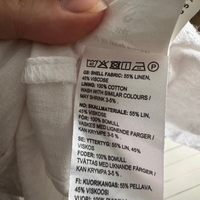 GB: SHELL FABRIC: 55% LINEN,
45% VISCOSE
LINING: 100% COTTON
WASH WITH SIMILAR COLOURS /
MAY SHRINK 3-5%
NO: SKALLMATERIALE: 55% LIN,
45% VISKOSE
FÔR: 100% BOMULL
VASKES MED LIGNENDE FARGER /
KAN KRYMPE 3-5%
SE: YTTERTYG: 55% LIN, 45%
VISKOS
FODER: 100% BOMULL
TVÄTTAS MED LIKNANDE FÄRGER /
KAN KRYMPA 3-5%
FI: KUORIKANGAS: 55% PELLAVA,
45% VISKOOSI
VUORI: 100%